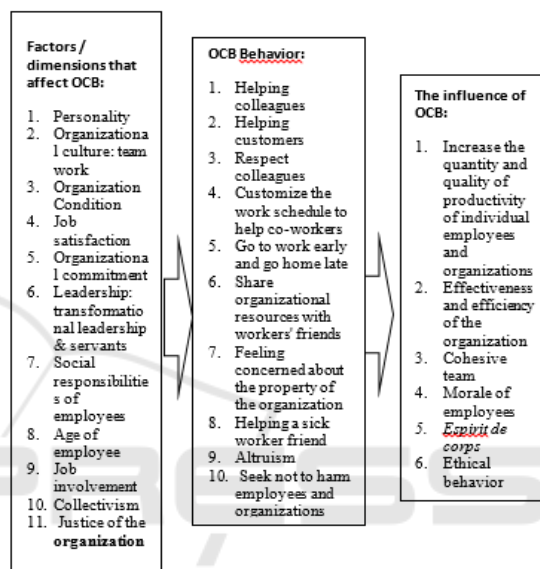 Factors /
dimensions that
affect OCB:
1. Personality
2. Organizationa
l culture: team
work
3. Organization
Condition
4. Job
satisfaction
5. Organizationa
l commitment
6. Leadership:
transformatio
nal leadership
& servants
7. Social
responsibilitie
s of
employees
8. Age of
employee
9. Job
involvement
10. Collectivism
11. Justice of the
organization
OCB Behavior:
1. Helping
colleagues
2. Helping
customers
3. Respect
colleagues
4. Customize the
work schedule to
help co-workers
5. Go to work early
and go home late
6. Share
organizational
resources with
workers' friends
7. Feeling
concerned about
the property of
the organization
8. Helping a sick
worker friend
9. Altruism
10. Seek not to harm
employees and
organizations
The influence of
OCB:
1. Increase the
quantity and
quality of
productivity
of individual
employees
and
organizations
2. Effectiveness
and efficiency
of the
organization
3. Cohesive
team
4. Morale of
employees
5. Espirit de
corps
6. Ethical
behavior